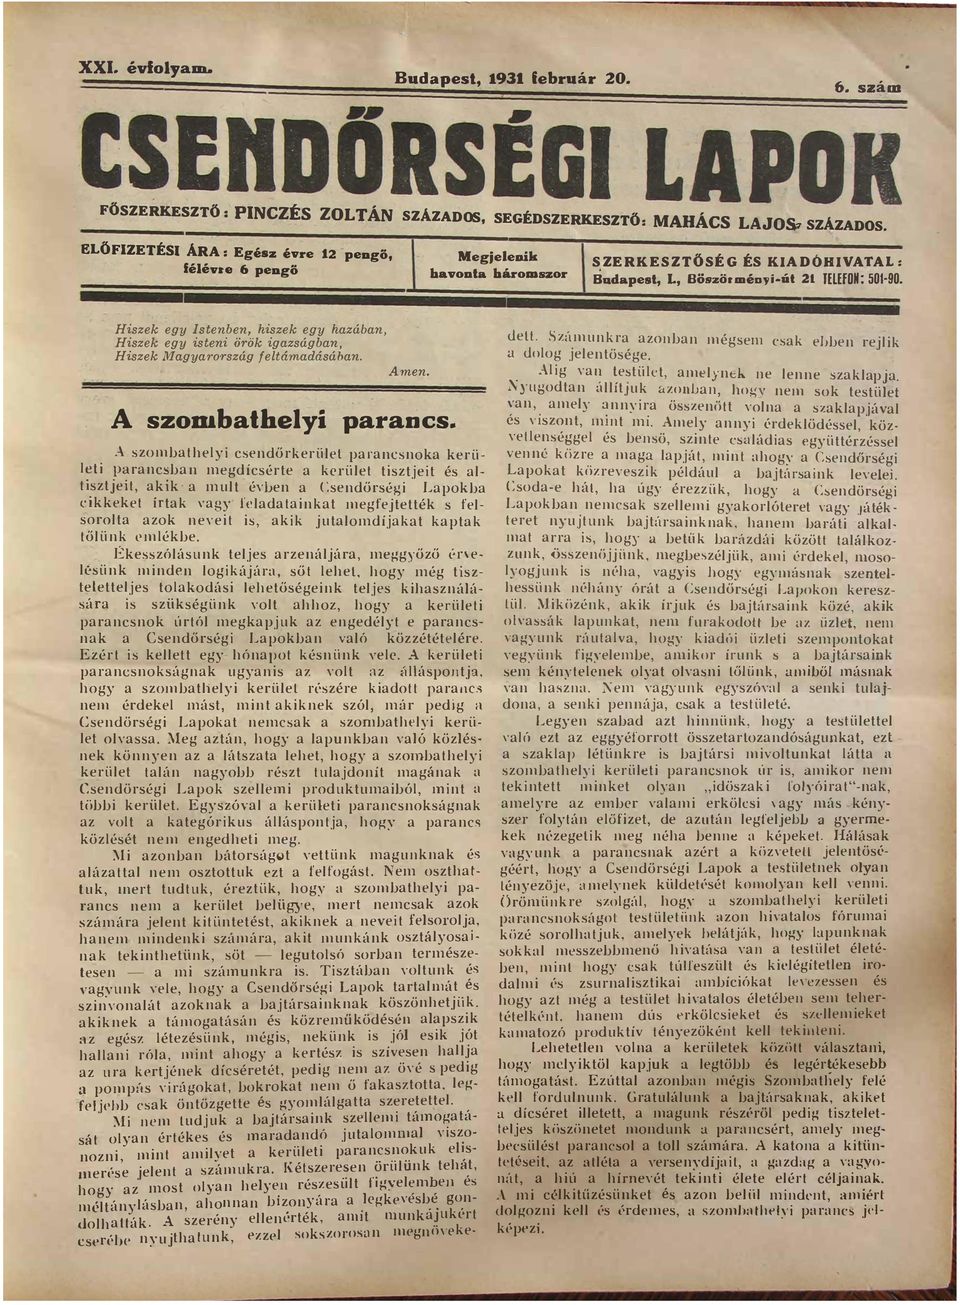 XXI. évfolyam.
Budapest, 1931 február 20.
6. szám
CSENDŐRSÉGI LAPOK
FŐSZERKESZTŐ: PINCZÉS ZOLTÁN SZÁZADOS, SEGÉDSZERKESZTŐ: MAHÁCS LAJOS SZÁZADOS.
ELŐFIZETÉSI ÁRA: Egész évre 12 pengő,
félévre 6 pengő
Megjelenik
havonta háromszor
SZERKESZTŐSÉG ÉS KIADÓHIVATAL:
Budapest, I., Böszörményi-út 21 TELEFON: 501-90.
Hiszek egy Istenben, hiszek egy hazában,
Hiszek egy isteni örök igazságban,
Hiszek Magyarország feltámadásában.
Amen.
A szombathelyi parancs.
A szombathelyi csendőrkerület parancsnoka kerü-
leti parancsban megdícsérte a kerület tisztjeit és al-
tisztjeit, akik a mult évben a Csendőrségi Lapokba
cikkeket írtak vagy feladatainkat megfejtették s fel-
sorolta azok neveit is, akik jutalomdíjakat kaptak
tőlünk emlékbe.
Ékesszólásunk teljes arzenáljára, meggyőző érve-
lésünk minden logikájára, sőt lehet, hogy még tisz-
teletteljes tolakodási lehetőségeink teljes kihasználá-
sára is szükségünk volt ahhoz, hogy a kerületi
parancsnok úrtól megkapjuk az engedélyt e parancs-
nak a Csendőrségi Lapokban való közzétételére.
Ezért is kellett egy hónapot késnünk vele. A kerületi
parancsnokságnak ugyanis az volt az álláspontja,
hogy a szombathelyi kerület részére kiadott parancs
nem érdekel mást, mint akiknek szól, már pedig a
Csendőrségi Lapokat nemcsak a szombathelyi kerü-
let olvassa. Meg aztán, hogy a lapunkban való közlés-
nek könnyen az a látszata lehet, hogy a szombathelyi
kerület talán nagyobb részt tulajdonít magának a
Csendőrségi Lapok szellemi produktumaiból, mint a
többi kerület. Egyszóval a kerületi parancsnokságnak
az volt a kategórikus álláspontja, hogy a parancs
közlését nem engedheti meg.
Mi azonban bátorságot vettünk magunknak és
alázattal nem osztottuk ezt a felfogást. Nem oszthat-
tuk, mert tudtuk, éreztük, hogy a szombathelyi pa-
rancs nem a kerület belügye, mert nemcsak azok
számára jelent kitüntetést, akiknek a neveit felsorolja,
hanem mindenki számára, akit munkánk osztályosai-
nak tekinthetünk, sőt — legutolsó sorban természe-
tesen — a mi számunkra is. Tisztában voltunk és
vagyunk vele, hogy a Csendőrségi Lapok tartalmát és
szinvonalát azoknak a bajtársainknak köszönhetjük,
akiknek a támogatásán és közreműködésén alapszik
az egész létezésünk, mégis, nekünk is jól esik jót
hallani róla, mint ahogy a kertész is szívesen hallja
az ura kertjének dícséretét, pedig nem az övé s pedig
a pompás virágokat, bokrokat nem ő fakasztotta, leg-
feljebb csak öntözgette és gyomlálgatta szeretettel.
Mi nem tudjuk a bajtársaink szellemi támogatá-
sát olyan értékes és maradandó jutalommal viszo-
nozni, mint amilyet a kerületi parancsnokuk elis-
merése jelent a számukra. Kétszeresen örülünk tehát,
hogy az most olyan helyen részesült figyelemben és
méltánylásban, ahonnan bizonyára a legkevésbé gon-
dolhatták. A szerény ellenérték, amit munkájukért
cserébe nyujthatunk, ezzel sokszorosan megnöveke-
dett. Számunkra azonban mégsem csak ebben rejlik
a dolog jelentősége.
Alig van testület, amelynek ne lenne szaklapja.
Nyugodtan állítjuk azonban, hogy nem sok testület
van, amely annyira összenőtt volna a szaklapjával
és viszont, mint mi. Amely annyi érdeklődéssel, köz-
vetlenséggel és benső, szinte családias együttérzéssel
venné közre a maga lapját, mint ahogy a Csendőrségi
Lapokat közreveszik például a bajtársaink levelei.
Csoda-e hát, ha úgy érezzük, hogy a Csendőrségi
Lapokban nemcsak szellemi gyakorlóteret vagy játék-
teret nyujtunk bajtársainknak, hanem baráti alkal-
mat arra is, hogy a betük barázdái között találkoz-
zunk, összenőjjünk, megbeszéljük, ami érdekel, moso-
lyogjunk is néha, vagyis hogy egymásnak szentel-
hessünk néhány órát a Csendőrségi Lapokon keresz-
tül. Miközénk, akik írjuk és bajtársaink közé, akik
olvassák lapunkat, nem furakodott be az üzlet, nem
vagyunk ráutalva, hogy kiadói üzleti szempontokat
vegyünk figyelembe, amikor írunk s a bajtársaink
sem kénytelenek olyat olvasni tőlünk, amiből másnak
van haszna. Nem vagyunk egyszóval a senki tulaj-
dona, a senki pennája, csak a testületé.
Legyen szabad azt hinnünk, hogy a testülettel
való ezt az eggyéforrott összetartozandóságunkat, ezt
a szaklap létünkre is bajtársi mivoltunkat látta a
szombathelyi kerületi parancsnok úr is, amikor nem
tekintett minket olyan „időszaki folyóirat“-nak,
amelyre az ember valami erkölcsi vagy más kény-
szer folytán előfizet, de azután legfeljebb a gyerme-
kek nézegetik meg néha benne a képeket. Hálásak
vagyunk a parancsnak azért a közvetett jelentősé-
géért, hogy a Csendőrségi Lapok a testületnek olyan
tényezője, amelynek küldetését komolyan kell venni.
Örömünkre szolgál, hogy a szombathelyi kerületi
parancsnokságot testületünk azon hivatalos fórumai
közé sorolhatjuk, amelyek belátják, hogy lapunknak
sokkal messzebbmenő hivatása van a testület életé-
ben, mint hogy csak túlfeszült és kielégítetlen iro-
dalmi és zsurnalisztikai ambíciókat levezessen és
hogy azt még a testület hivatalos életében sem teher-
tételként, hanem dús erkölcsieket és szellemieket
kamatozó produktív tényezőként kell tekinteni.
Lehetetlen volna a kerületek között választani,
hogy melyiktől kapjuk a legtöbb és legértékesebb
támogatást. Ezúttal azonban mégis Szombathely felé
kell fordulnunk. Gratulálunk a bajtársaknak, akiket
a dícséret illetett, a magunk részéről pedig tisztelet-
teljes köszönetet mondunk a parancsért, amely meg-
becsülést parancsol a toll számára. A katona a kitün-
tetéseit, az atléta a versenydíjait, a gazdag a vagyo-
nát, a hiú a hírnevét tekinti élete elért céljainak.
A mi célkitűzésünket és azon belül mindent, amiért
dolgozni kell és érdemes, a szombathelyi parancs jel-
képezi.